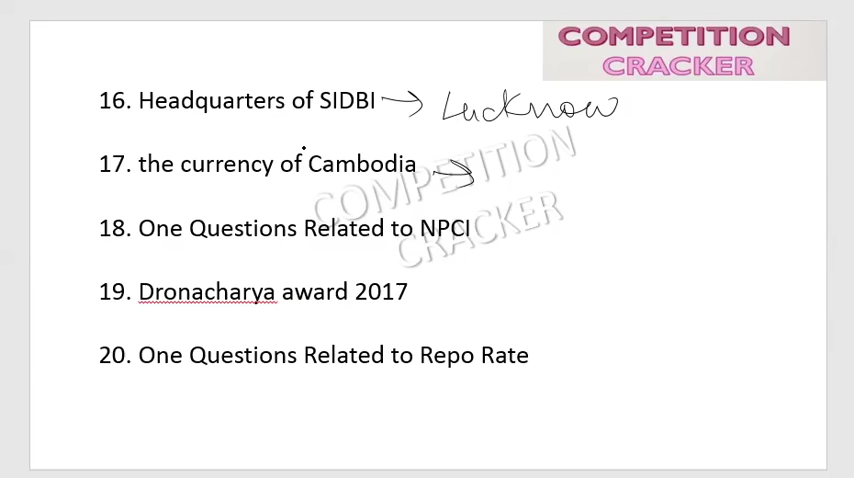 COMPETITION
CRACKER
16. Headquarters of SIDBI → Lucknow
17. the currency of Cambodia →
COMPETITION
CRACKER
18. One Questions Related to NPCI
19. Dronacharya award 2017
20. One Questions Related to Repo Rate